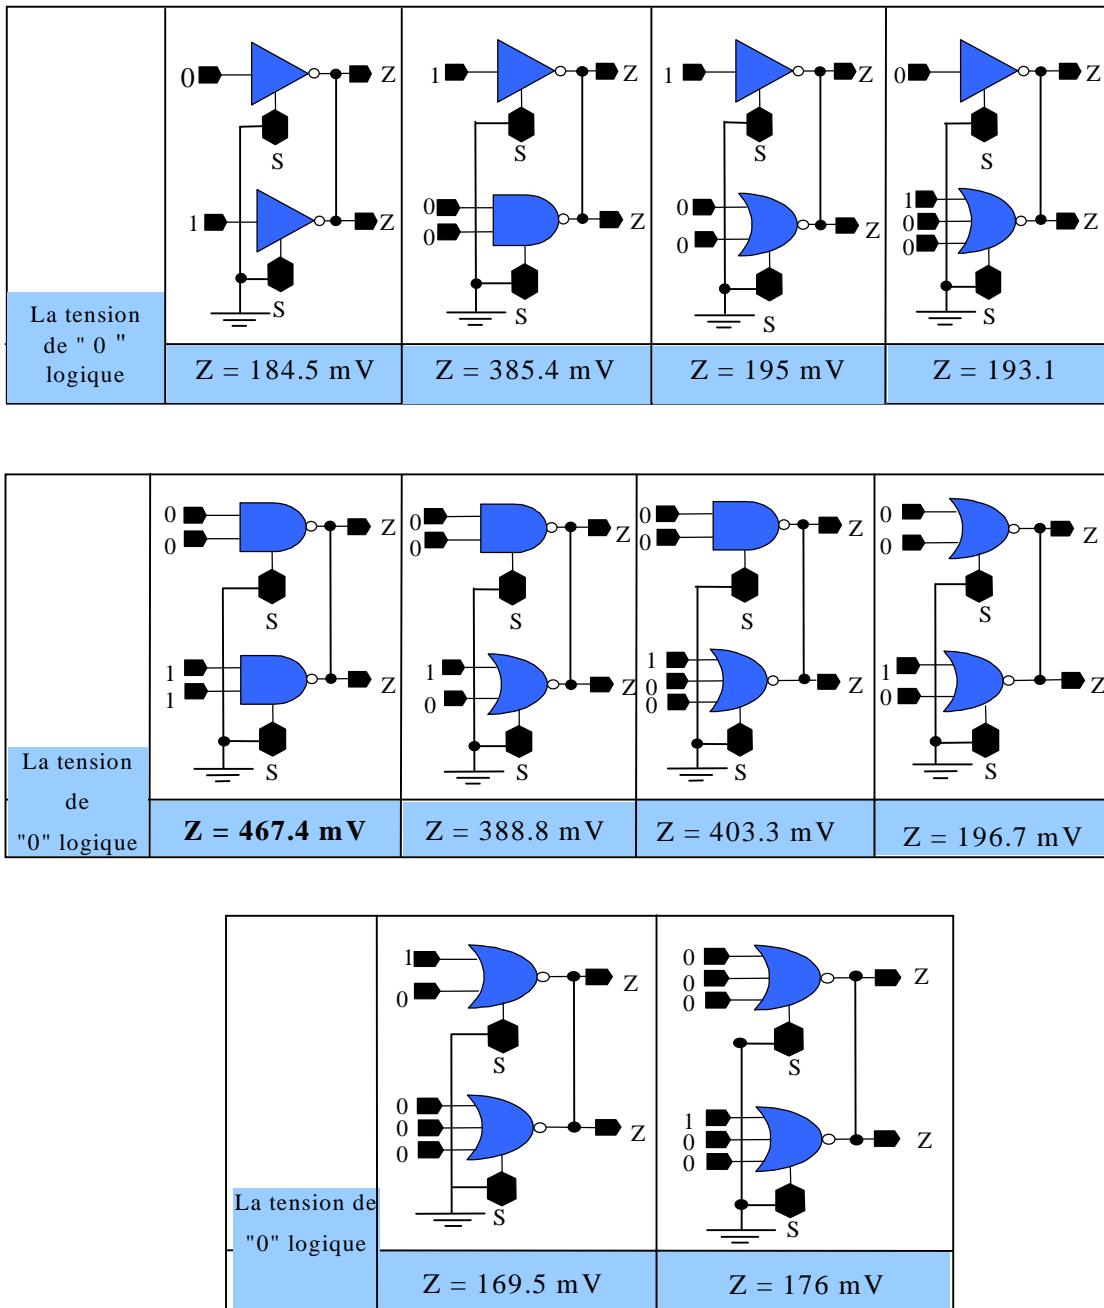 0 Z 1 Z 1 Z 0 Z
S S S S
1 Z 0 0 Z 0 0 Z 1 0 0 Z
S S S S
La tension
de " 0 "
logique
Z = 184.5 mV Z = 385.4 mV Z = 195 mV Z = 193.1
0 0 Z 0 0 Z 0 0 Z 0 0 Z
S S S S
1 1 Z 1 0 Z 1 0 0 Z 1 0 Z
S S S S
La tension
de
"0" logique
Z = 467.4 mV Z = 388.8 mV Z = 403.3 mV Z = 196.7 mV
1 0 Z 0 0 0 Z
S S
0 0 0 Z 1 0 0 Z
S S
La tension de
"0" logique
Z = 169.5 mV Z = 176 mV